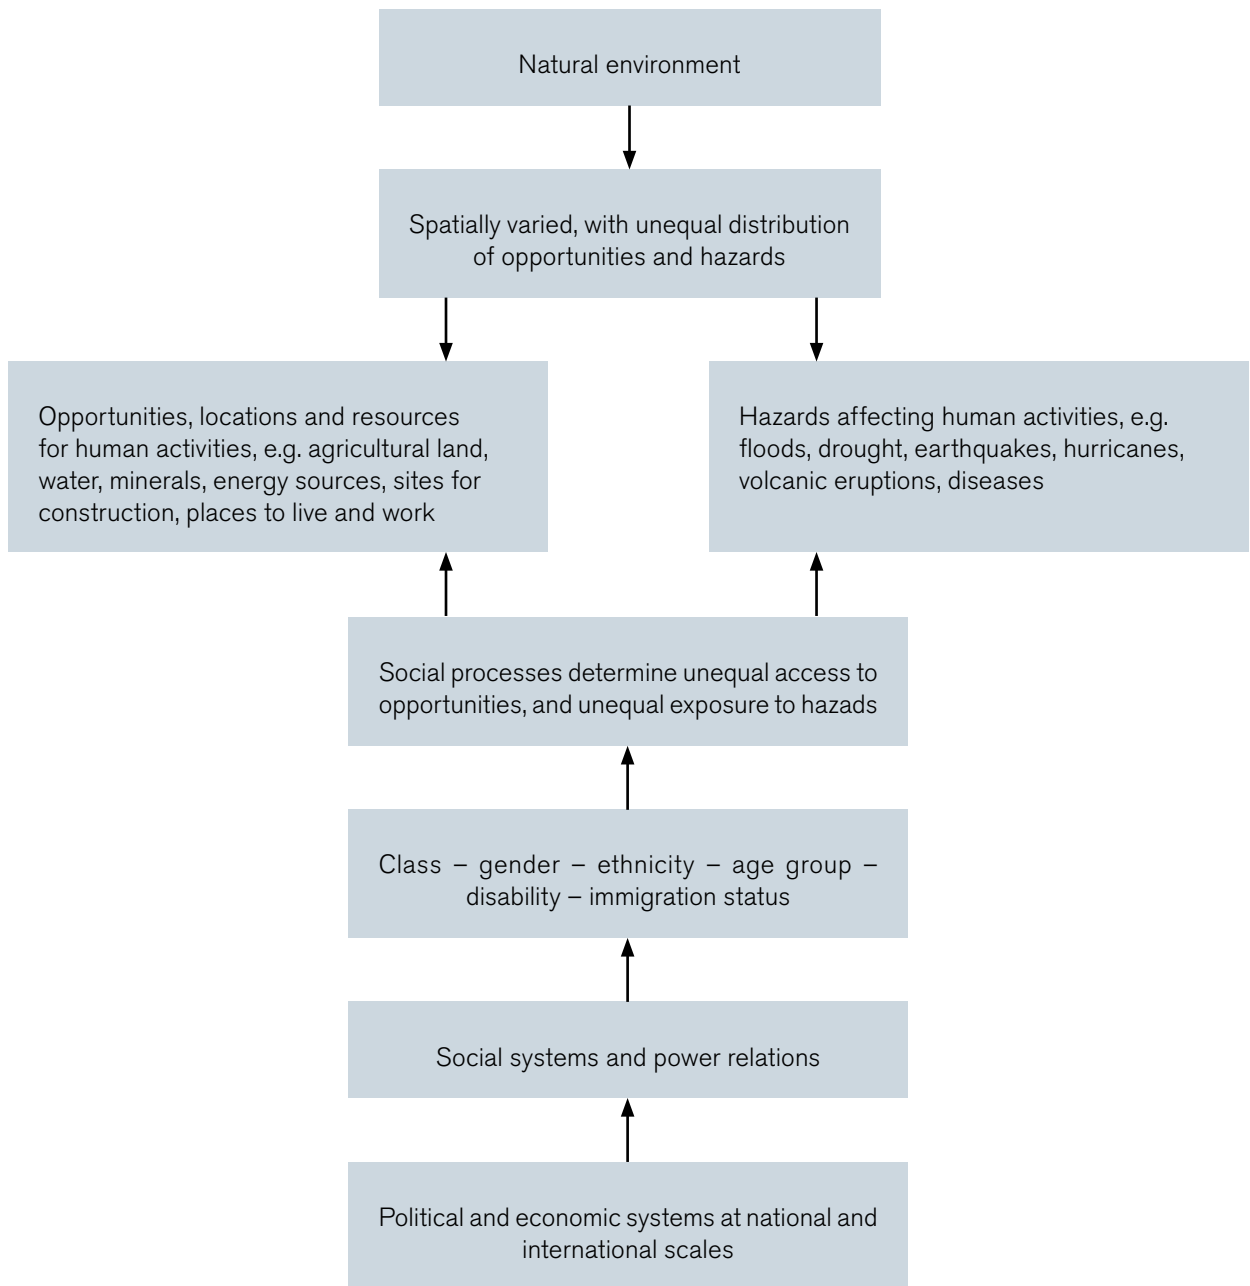 Natural environment
Spatially varied, with unequal distribution
of opportunities and hazards
Opportunities, locations and resources
for human activities, e.g. agricultural land,
water, minerals, energy sources, sites for
construction, places to live and work
Hazards affecting human activities, e.g.
floods, drought, earthquakes, hurricanes,
volcanic eruptions, diseases
Social processes determine unequal access to
opportunities, and unequal exposure to hazads
Class – gender – ethnicity – age group –
disability – immigration status
Social systems and power relations
Political and economic systems at national and
international scales